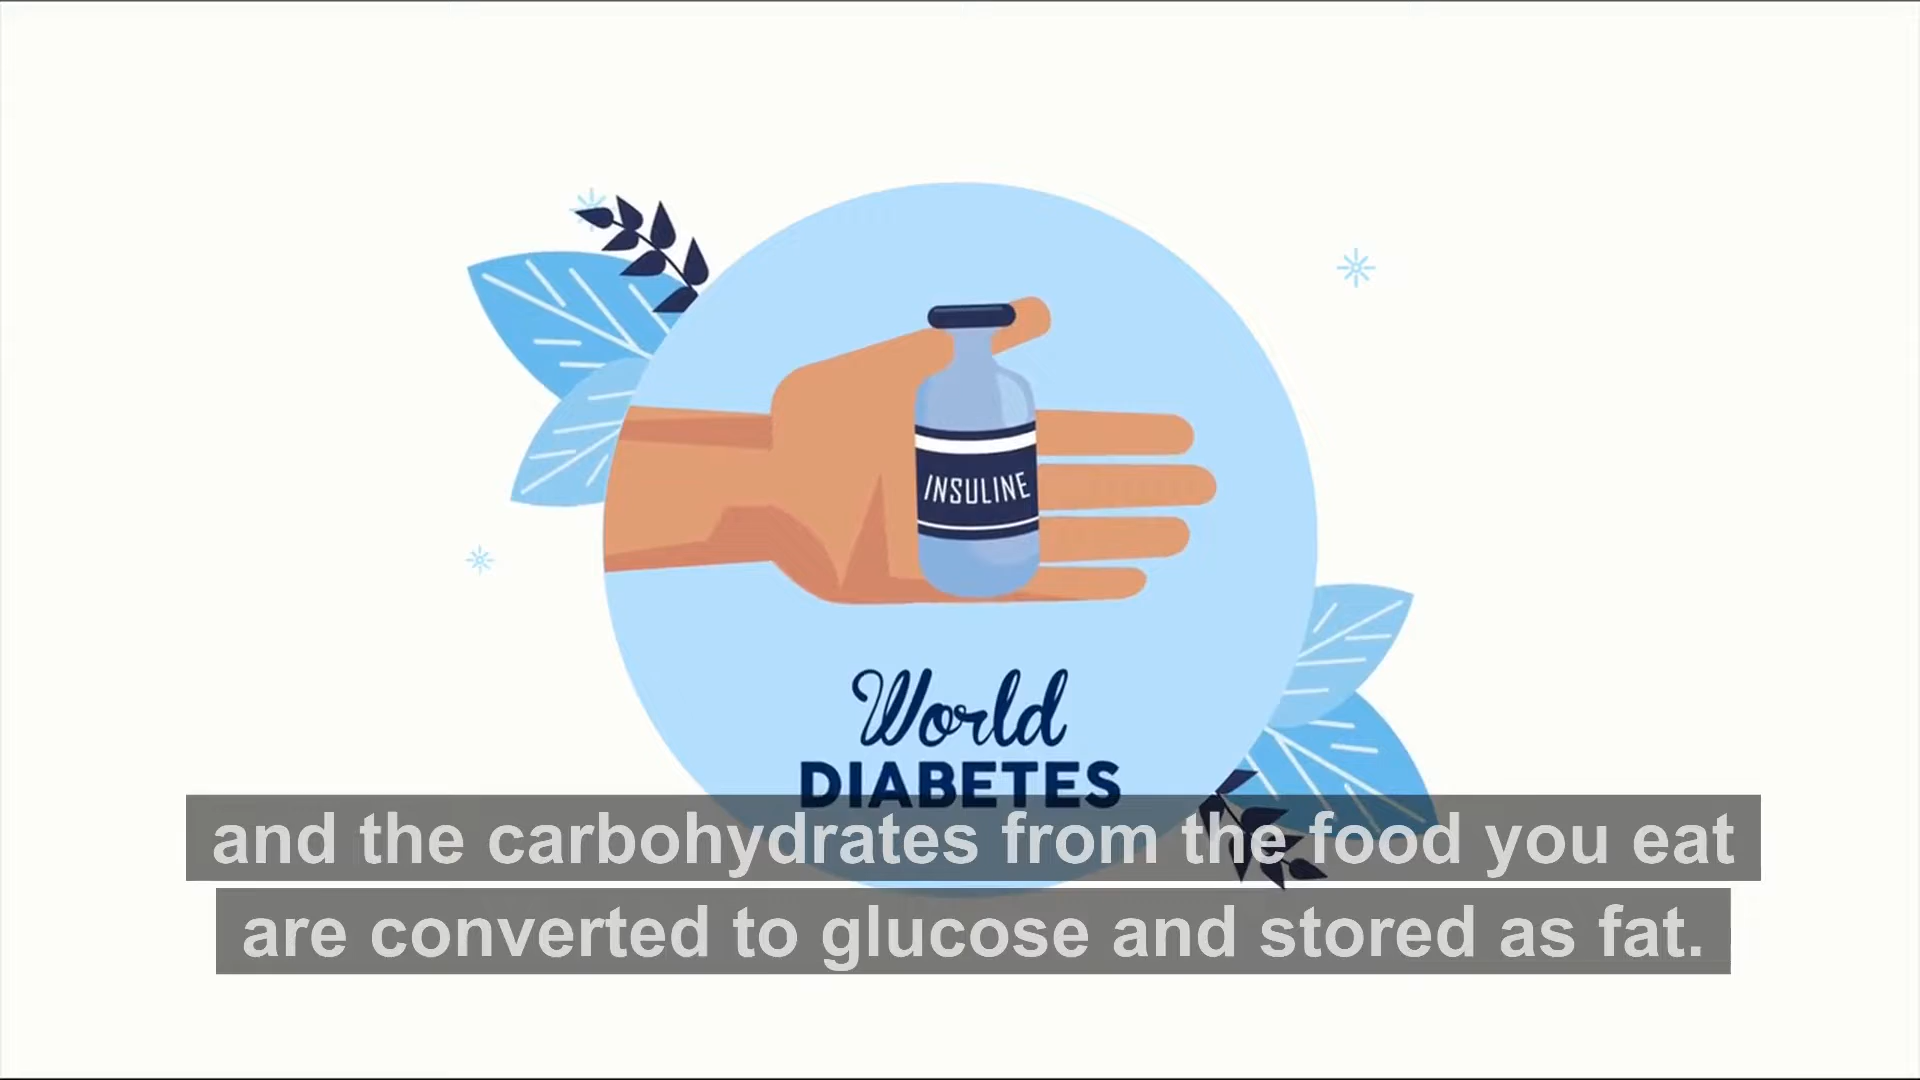 INSULINE
World
DIABETES
and the carbohydrates from the food you eat
are converted to glucose and stored as fat.